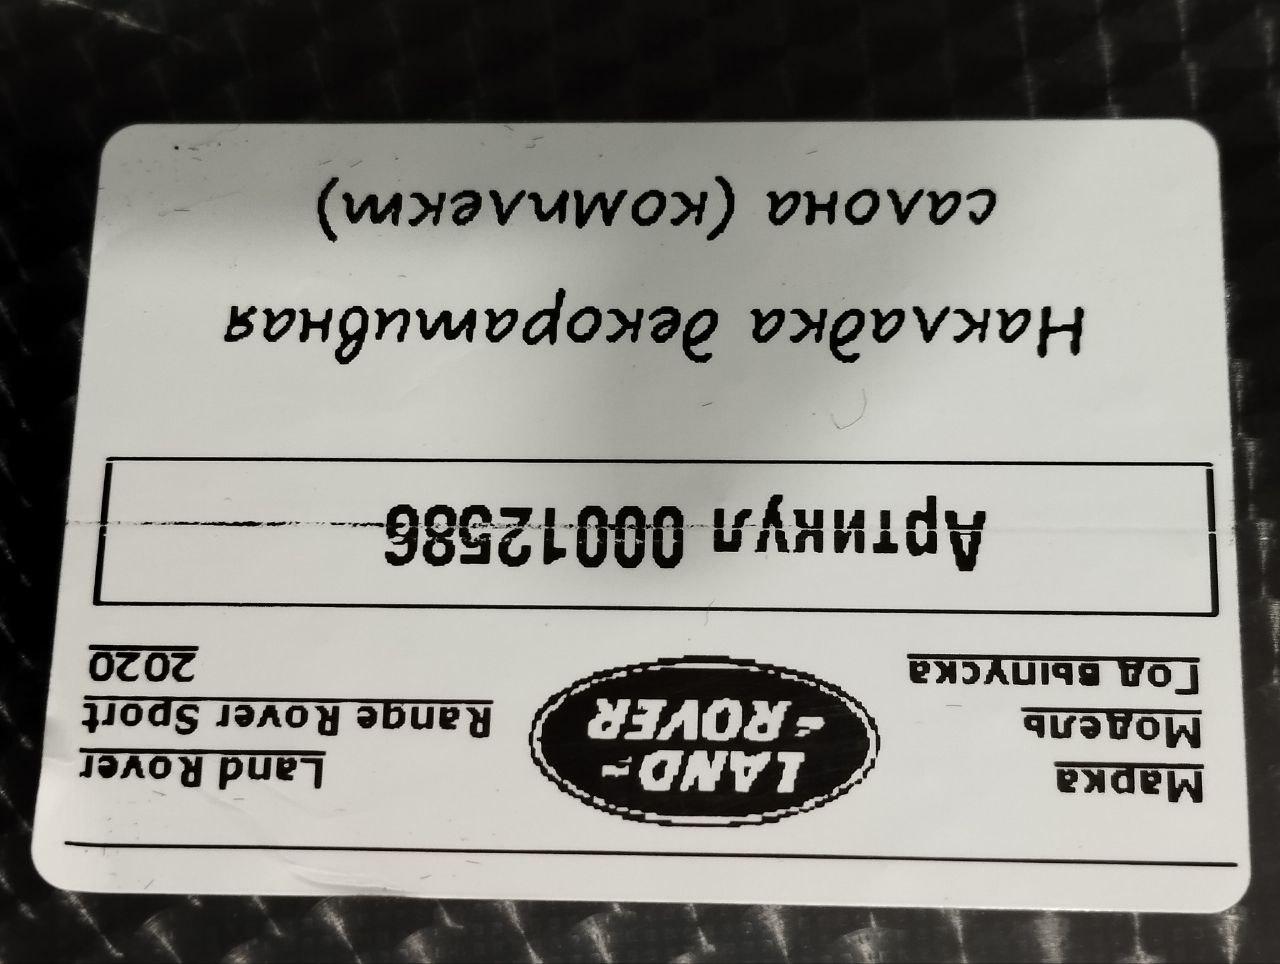 Марка Land Rover
Модель Range Rover Sport
Год выпуска 2020
LAND-
-ROVER
Артикул 00012586
Накладка декоративная
салона (комплект)